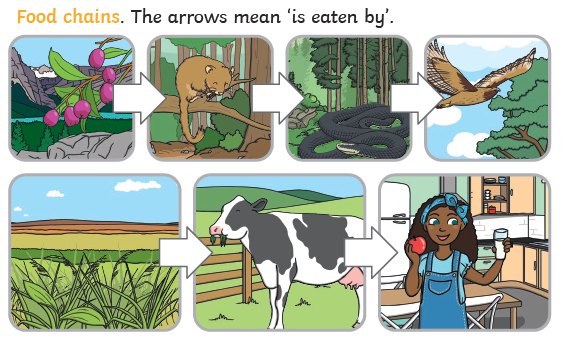 Food chains. The arrows mean ‘is eaten by’.